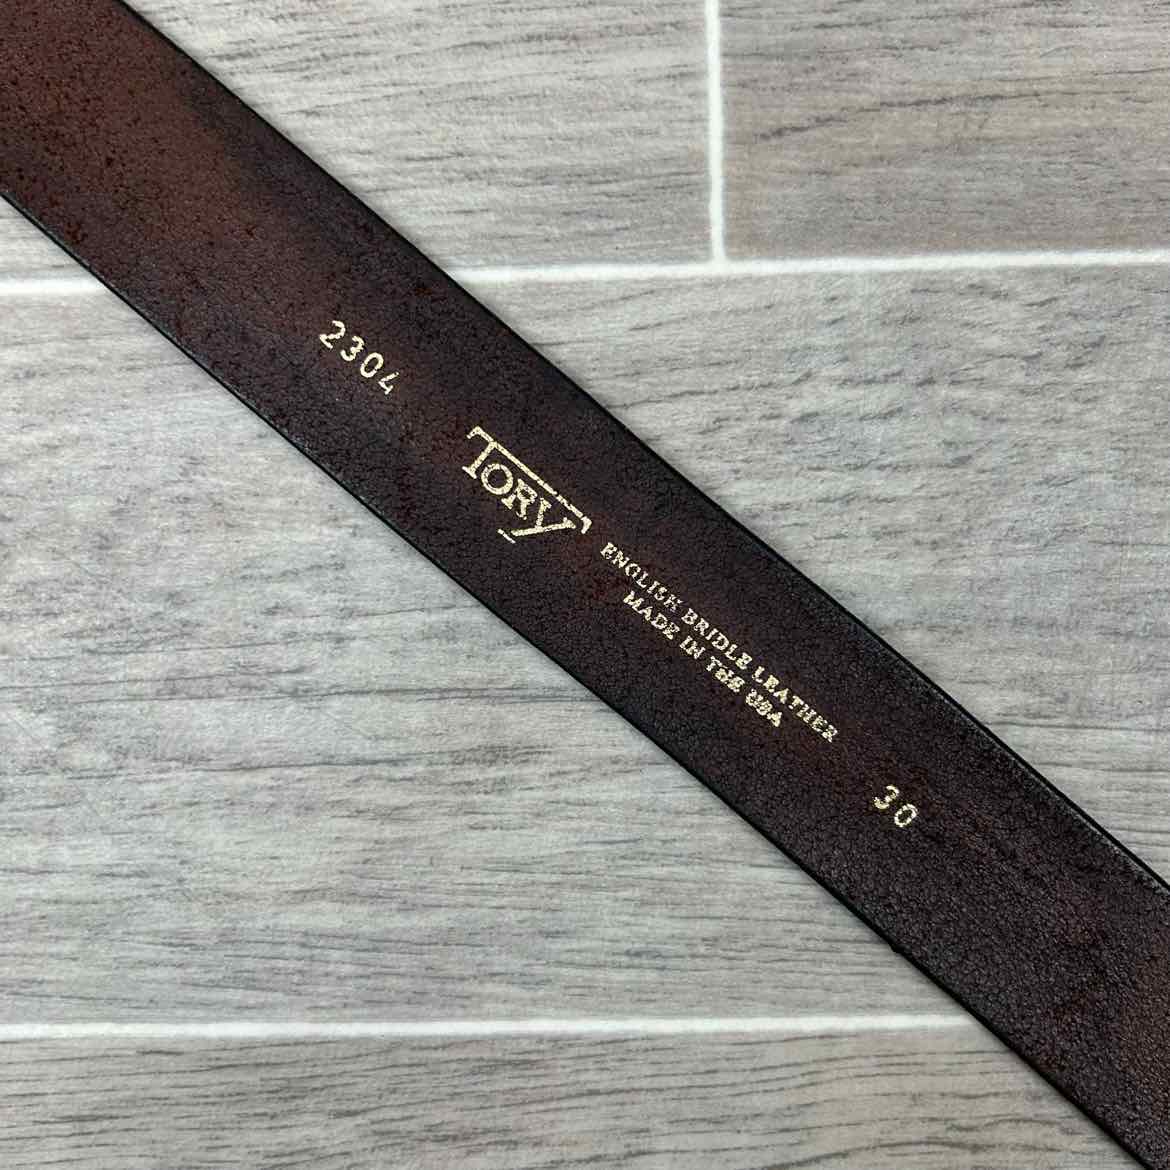 2304
TORY
ENGLISH BRIDLE LEATHER
MADE IN THE USA
30